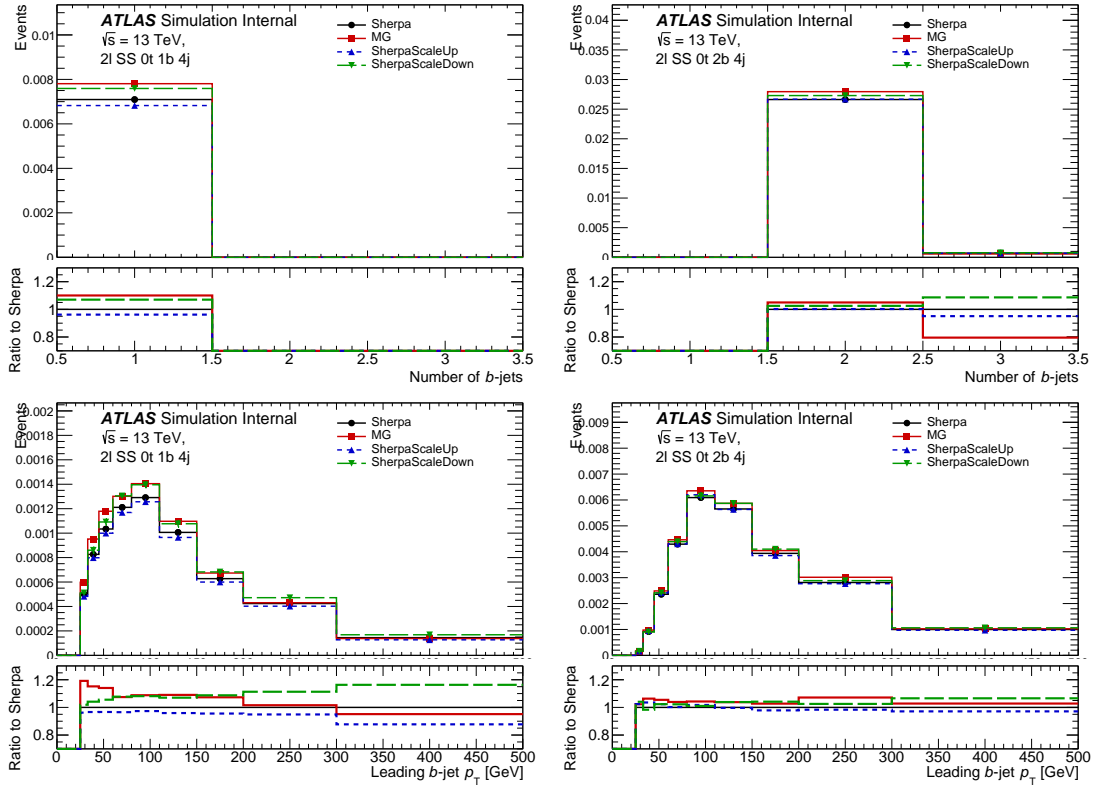 Events
0.01
0.008
0.006
0.004
0.002
0
ATLAS Simulation Internal
√s = 13 TeV,
2l SS 0t 1b 4j
Sherpa
MG
SherpaScaleUp
SherpaScaleDown
Ratio to Sherpa
1.2
1
0.8
0.5 1 1.5 2 2.5 3 3.5
Number of b-jets
Events
0.04
0.035
0.03
0.025
0.02
0.015
0.01
0.005
0
ATLAS Simulation Internal
√s = 13 TeV,
2l SS 0t 2b 4j
Sherpa
MG
SherpaScaleUp
SherpaScaleDown
Ratio to Sherpa
1.2
1
0.8
0.5 1 1.5 2 2.5 3 3.5
Number of b-jets
Events
0.002
0.0018
0.0016
0.0014
0.0012
0.001
0.0008
0.0006
0.0004
0.0002
0
ATLAS Simulation Internal
√s = 13 TeV,
2l SS 0t 1b 4j
Sherpa
MG
SherpaScaleUp
SherpaScaleDown
Ratio to Sherpa
1.2
1
0.8
0 50 100 150 200 250 300 350 400 450 500
Leading b-jet pT [GeV]
Events
0.009
0.008
0.007
0.006
0.005
0.004
0.003
0.002
0.001
0
ATLAS Simulation Internal
√s = 13 TeV,
2l SS 0t 2b 4j
Sherpa
MG
SherpaScaleUp
SherpaScaleDown
Ratio to Sherpa
1.2
1
0.8
0 50 100 150 200 250 300 350 400 450 500
Leading b-jet pT [GeV]